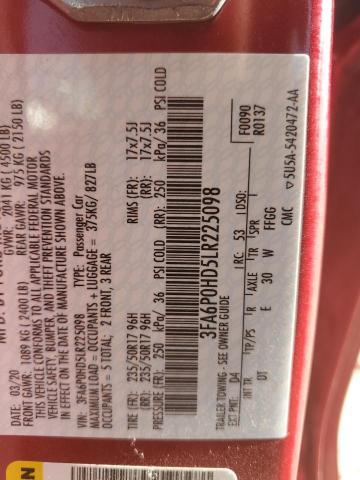 DATE: 03/20
GVWR: 2041 KG (4500 LB)
FRONT GAWR: 1089 KG (2400 LB)
REAR GAWR: 975 KG (2150 LB)
THIS VEHICLE CONFORMS TO ALL APPLICABLE FEDERAL MOTOR
VEHICLE SAFETY, BUMPER, AND THEFT PREVENTION STANDARDS
IN EFFECT ON THE DATE OF MANUFACTURE SHOWN ABOVE.
VIN: 3FA6P0HD5LR225098
TYPE: Passenger Car
MAXIMUM LOAD = OCCUPANTS + LUGGAGE = 375KG/ 827LB
OCCUPANTS = 5 TOTAL; 2 FRONT, 3 REAR
TIRE (FR): 235/50R17 96H
RIMS (FR): 17x7.5J
TIRE (RR): 235/50R17 96H
(RR): 17x7.5J
PRESSURE (FR): 250 kPa/ 36 PSI COLD
(RR): 250 kPa/ 36 PSI COLD
3FA6P0HD5LR225098
TRAILER TOWING - SEE OWNER GUIDE
F0090
R0137
EXT PNT: D4
RC: 53
DSO:
INT TR
TP/PS
R
AXLE
TR
SPR
DT
E
30
W
FFGG
CMC
5U5A-5420472-AA